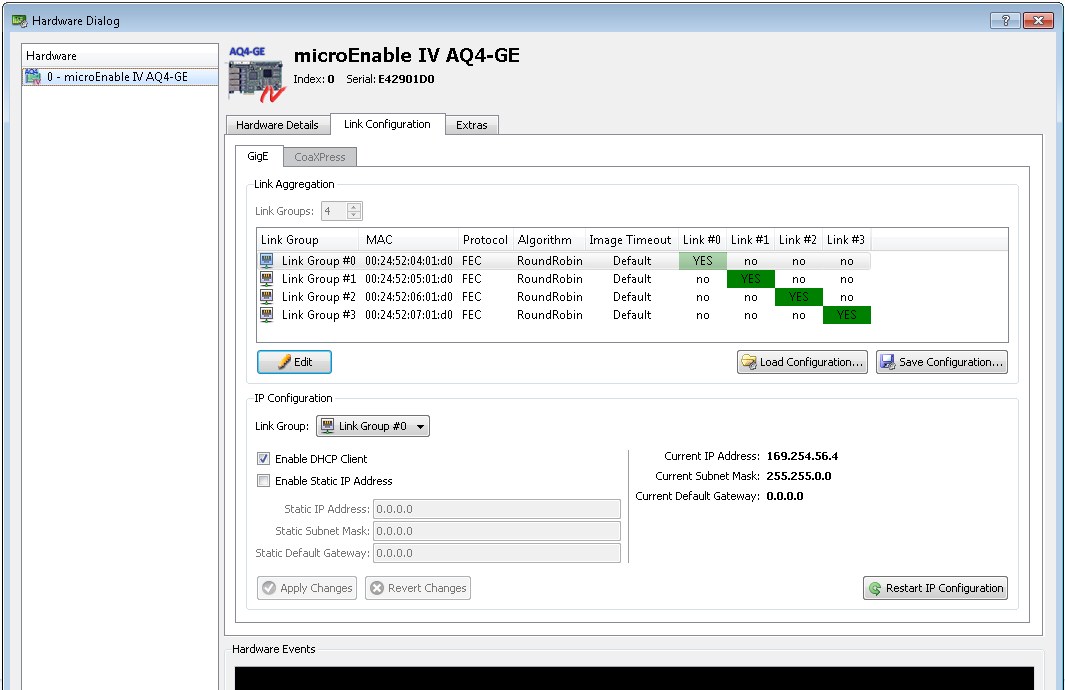 Hardware Dialog
Hardware
0 - microEnable IV AQ4-GE
AQ4-GE
microEnable IV AQ4-GE
Index: 0 Serial: E42901D0
Hardware Details Link Configuration Extras
GigE CoaXPress
Link Aggregation
Link Groups: 4
Link Group MAC Protocol Algorithm Image Timeout Link #0 Link #1 Link #2 Link #3
Link Group #0 00:24:52:04:01:d0 FEC RoundRobin Default YES no no no
Link Group #1 00:24:52:05:01:d0 FEC RoundRobin Default no YES no no
Link Group #2 00:24:52:06:01:d0 FEC RoundRobin Default no no YES no
Link Group #3 00:24:52:07:01:d0 FEC RoundRobin Default no no no YES
Edit Load Configuration... Save Configuration...
IP Configuration
Link Group: Link Group #0
Enable DHCP Client
Enable Static IP Address
Static IP Address: 0.0.0.0
Static Subnet Mask: 0.0.0.0
Static Default Gateway: 0.0.0.0
Current IP Address: 169.254.56.4
Current Subnet Mask: 255.255.0.0
Current Default Gateway: 0.0.0.0
Apply Changes Revert Changes Restart IP Configuration
Hardware Events